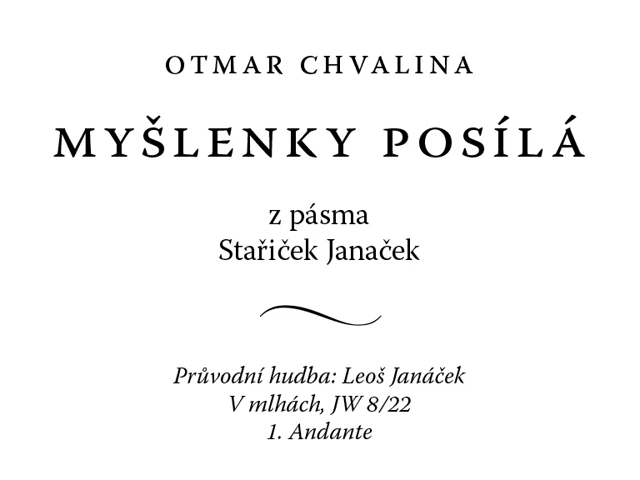 OTMAR CHVALINA
MYŠLENKY POSÍLÁ
z pásma
Stařiček Janaček
Průvodní hudba: Leoš Janáček
V mlhách, JW 8/22
1. Andante